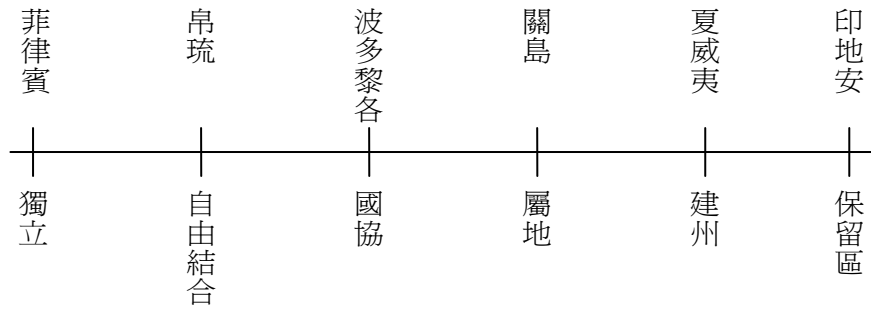 菲律賓
帛琉
波多黎各
關島
夏威夷
印地安
獨立
自由結合
國協
屬地
建州
保留區